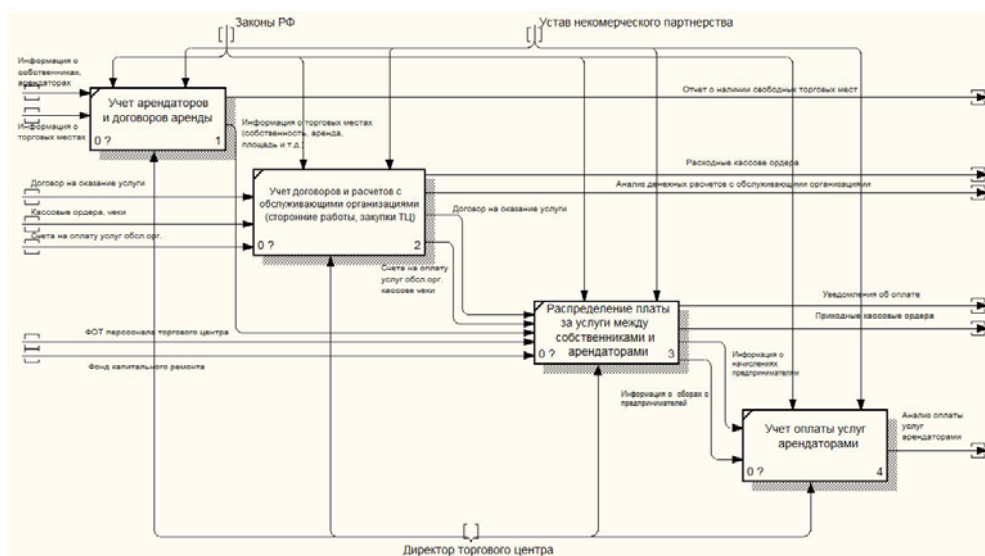 Законы РФ
Устав некомерческого партнерства
Информация о
собственниках,
арендаторах
Информация о
торговых местах
Учет арендаторов
и договоров аренды
0 ?
1
Отчет о наличии свободных торговых мест
Информация о торговых местах
(собственность, аренда,
площадь и т.д.)
Договор на оказание услуги
Кассовые ордера, чеки
Счета на оплату услуг обсл.орг.
Учет договоров и расчетов с
обслуживающими организациями
(сторонние работы, закупки ТЦ)
0 ?
2
Расходные кассове ордера
Анализ денежных расчетов с обслуживающими организациями
Договор на оказание услуги
Счета на оплату
услуг обсл.орг.
кассове чеки
ФОТ персонала торгового центра
Фонд капитального ремонта
Распределение платы
за услуги между
собственниками и
арендаторами
0 ?
3
Уведомления об оплате
Приходные кассовые ордера
Информация о
начислениях
предпринимателям
Информация о сборах с
предпринимателей
Учет оплаты услуг
арендаторами
0 ?
4
Анализ оплаты
услуг
арендаторами
Директор торгового центра